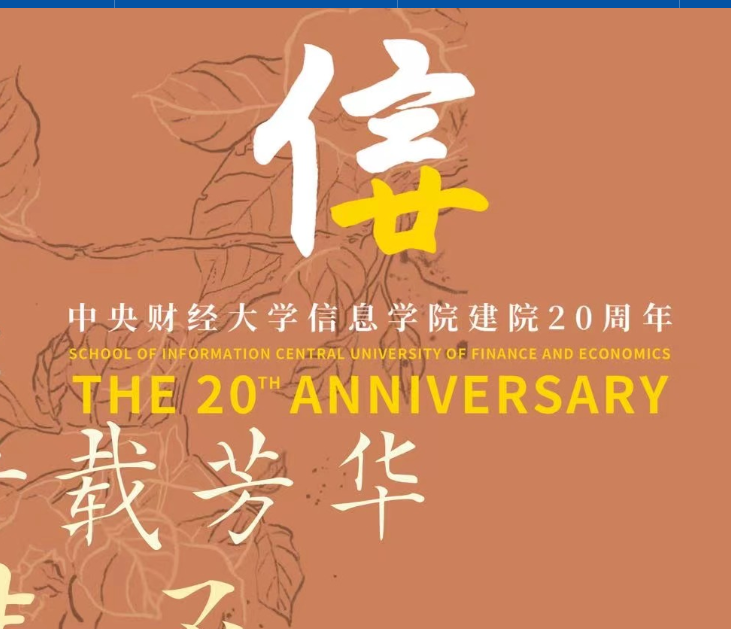 信
中央财经大学信息学院建院20周年
SCHOOL OF INFORMATION CENTRAL UNIVERSITY OF FINANCE AND ECONOMICS
THE 20TH ANNIVERSARY
载芳华